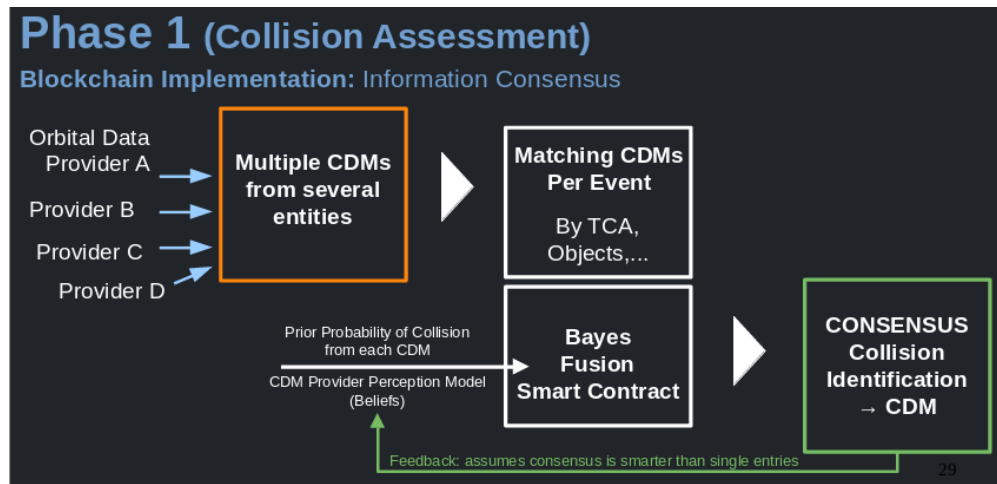 Phase 1 (Collision Assessment)
Blockchain Implementation: Information Consensus
Orbital Data
Provider A
Provider B
Provider C
Provider D
Multiple CDMs
from several
entities
Matching CDMs
Per Event
By TCA,
Objects,...
Prior Probability of Collision
from each CDM
CDM Provider Perception Model
(Beliefs)
Bayes
Fusion
Smart Contract
CONSENSUS
Collision
Identification
→ CDM
Feedback: assumes consensus is smarter than single entries
29